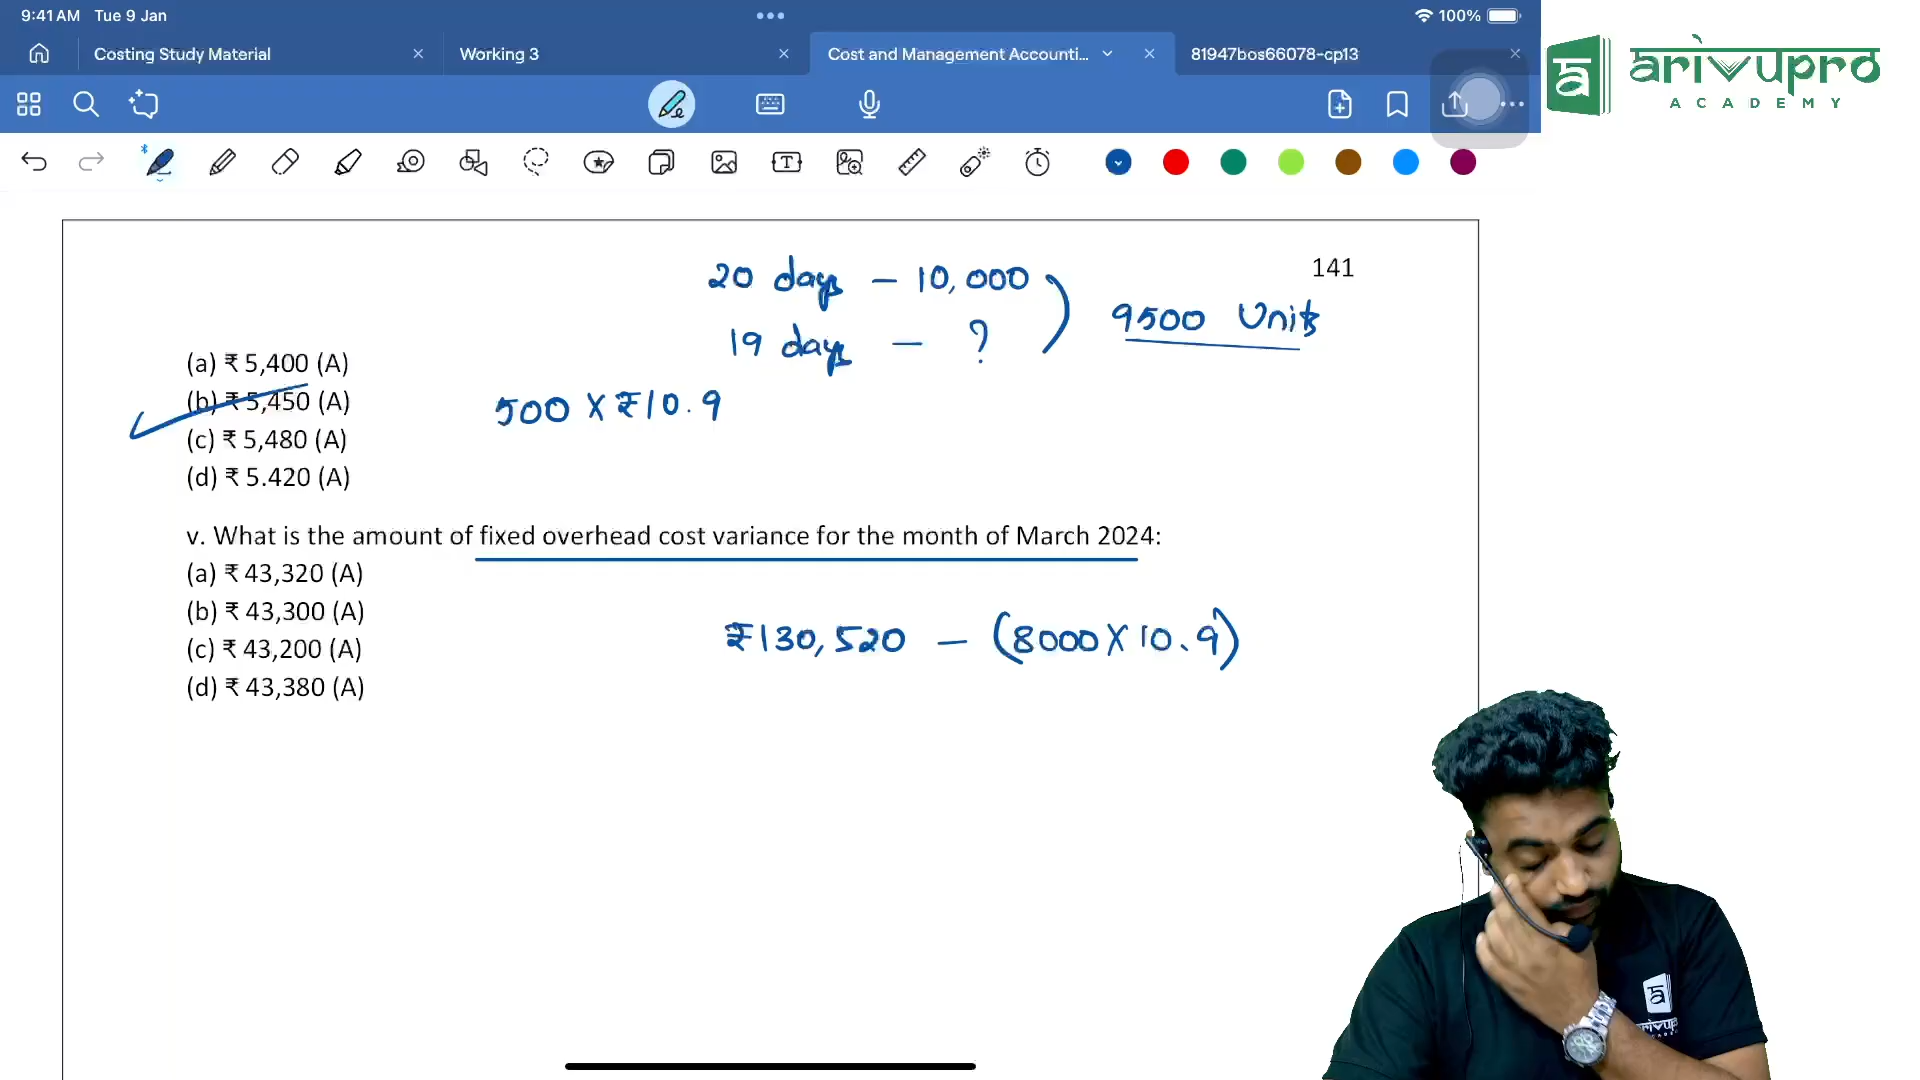 9:41 AM Tue 9 Jan
100%
Costing Study Material
Working 3
Cost and Management Accounti...
81947bos66078-cp13
arivupro
ACADEMY
141
20 days – 10,000
19 days – ?
9500 Units
(a) ₹ 5,400 (A)
(b) ₹ 5,450 (A)
500 X ₹10.9
(c) ₹ 5,480 (A)
(d) ₹ 5.420 (A)
v. What is the amount of fixed overhead cost variance for the month of March 2024:
(a) ₹ 43,320 (A)
(b) ₹ 43,300 (A)
(c) ₹ 43,200 (A)
(d) ₹ 43,380 (A)
₹130,520 – (8000 X 10.9)